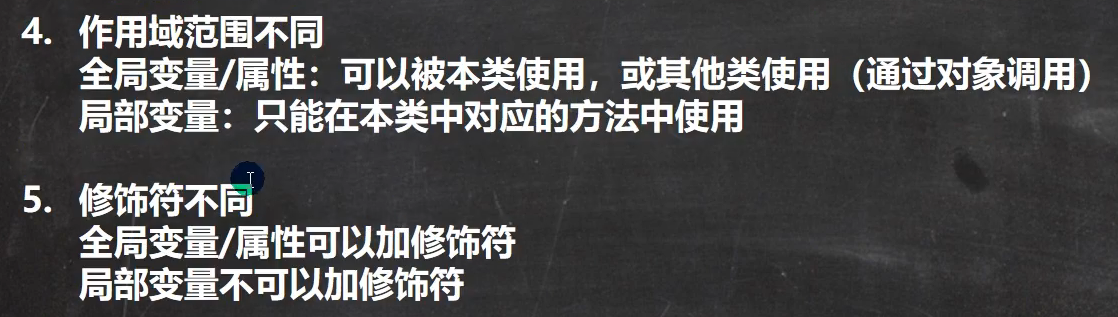 4. 作用域范围不同
全局变量/属性：可以被本类使用，或其他类使用（通过对象调用）
局部变量：只能在本类中对应的方法中使用
5. 修饰符不同
全局变量/属性可以加修饰符
局部变量不可以加修饰符